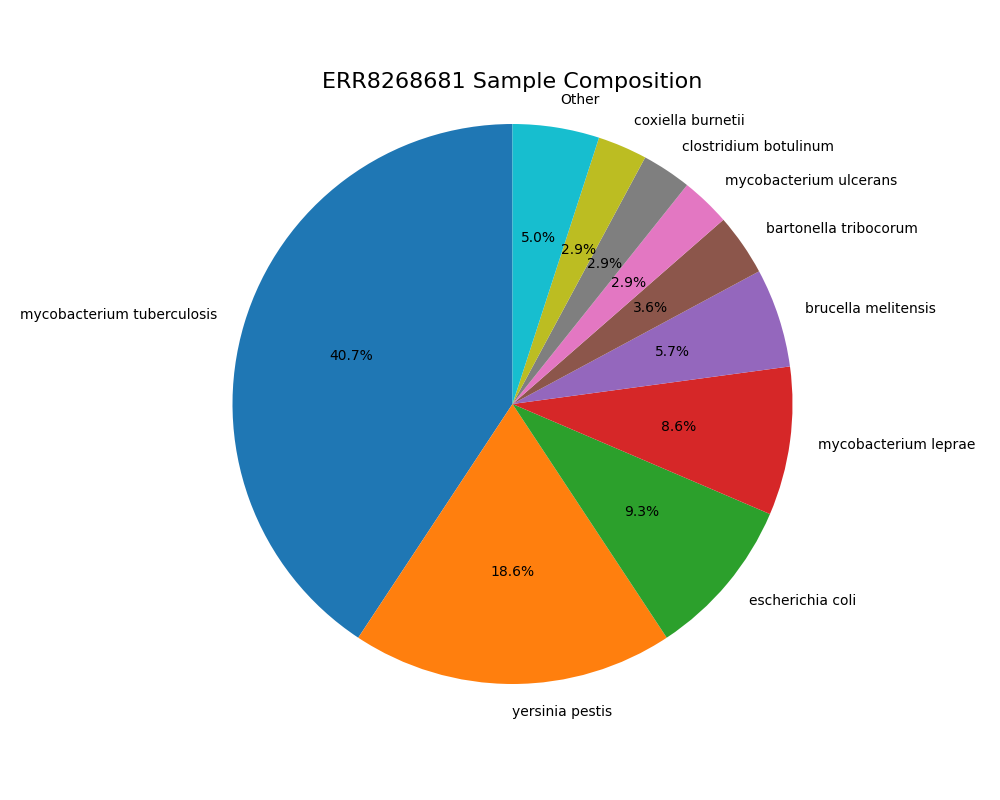 ERR8268681 Sample Composition
Other
coxiella burnetii
clostridium botulinum
mycobacterium ulcerans
bartonella tribocorum
brucella melitensis
mycobacterium leprae
escherichia coli
yersinia pestis
mycobacterium tuberculosis
5.0%
2.9%
2.9%
2.9%
3.6%
5.7%
8.6%
9.3%
18.6%
40.7%